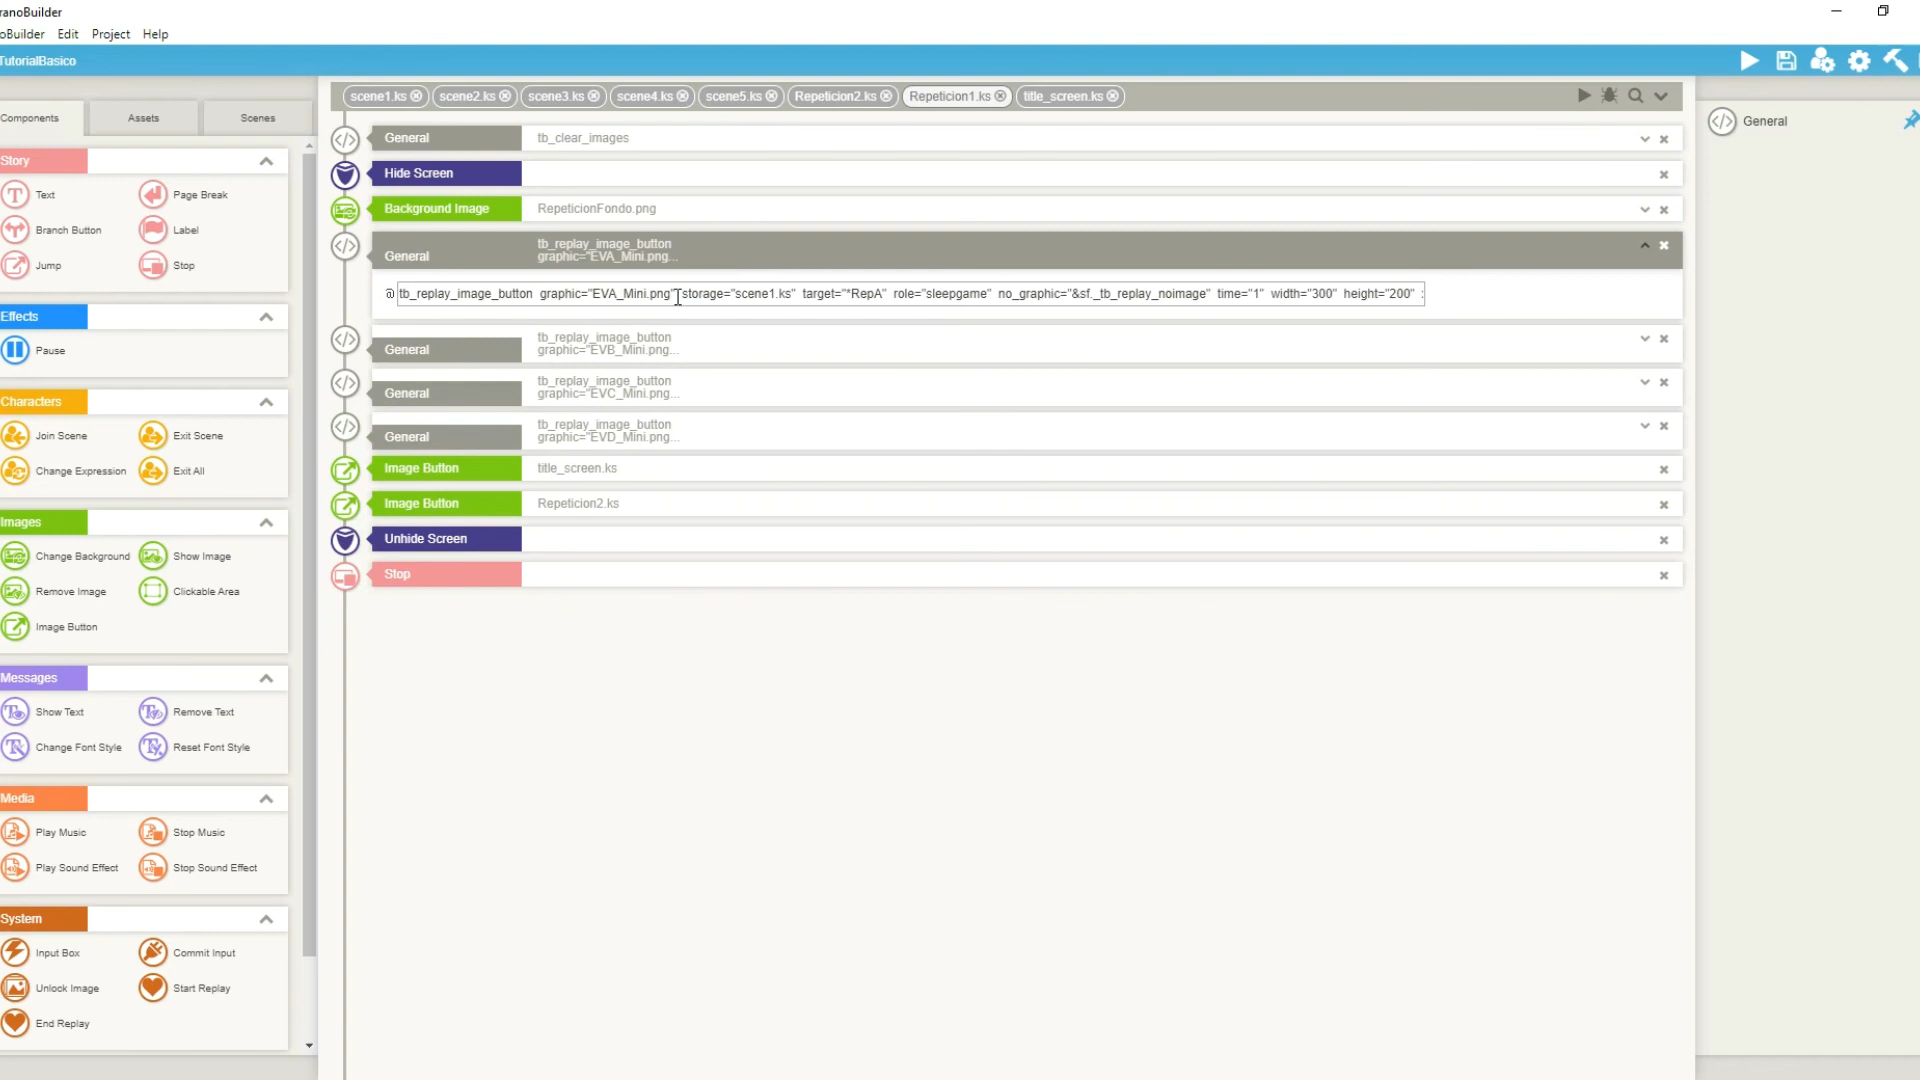 ranoBuilder
oBuilder Edit Project Help
TutorialBasico
Components Assets Scenes
scene1.ks scene2.ks scene3.ks scene4.ks scene5.ks Repeticion2.ks Repeticion1.ks title_screen.ks
Story
Text Page Break
Branch Button Label
Jump Stop
Effects
Pause
Characters
Join Scene Exit Scene
Change Expression Exit All
Images
Change Background Show Image
Remove Image Clickable Area
Image Button
Messages
Show Text Remove Text
Change Font Style Reset Font Style
Media
Play Music Stop Music
Play Sound Effect Stop Sound Effect
System
Input Box Commit Input
Unlock Image Start Replay
End Replay
General tb_clear_images
Hide Screen
Background Image RepeticionFondo.png
General tb_replay_image_button
graphic="EVA_Mini.png...
@ tb_replay_image_button graphic="EVA_Mini.png" storage="scene1.ks" target="*RepA" role="sleepgame" no_graphic="&sf._tb_replay_noimage" time="1" width="300" height="200"
General tb_replay_image_button
graphic="EVB_Mini.png...
General tb_replay_image_button
graphic="EVC_Mini.png...
General tb_replay_image_button
graphic="EVD_Mini.png...
Image Button title_screen.ks
Image Button Repeticion2.ks
Unhide Screen
Stop
General